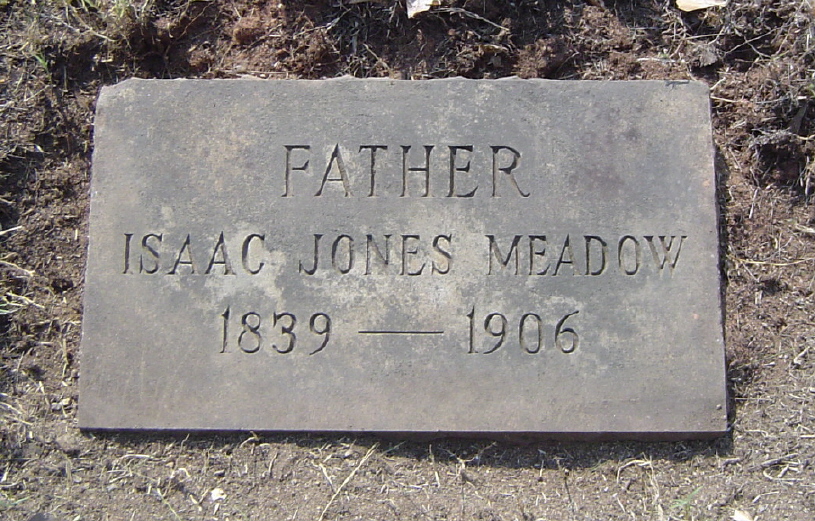 FATHER
ISAAC JONES MEADOW
1839 — 1906